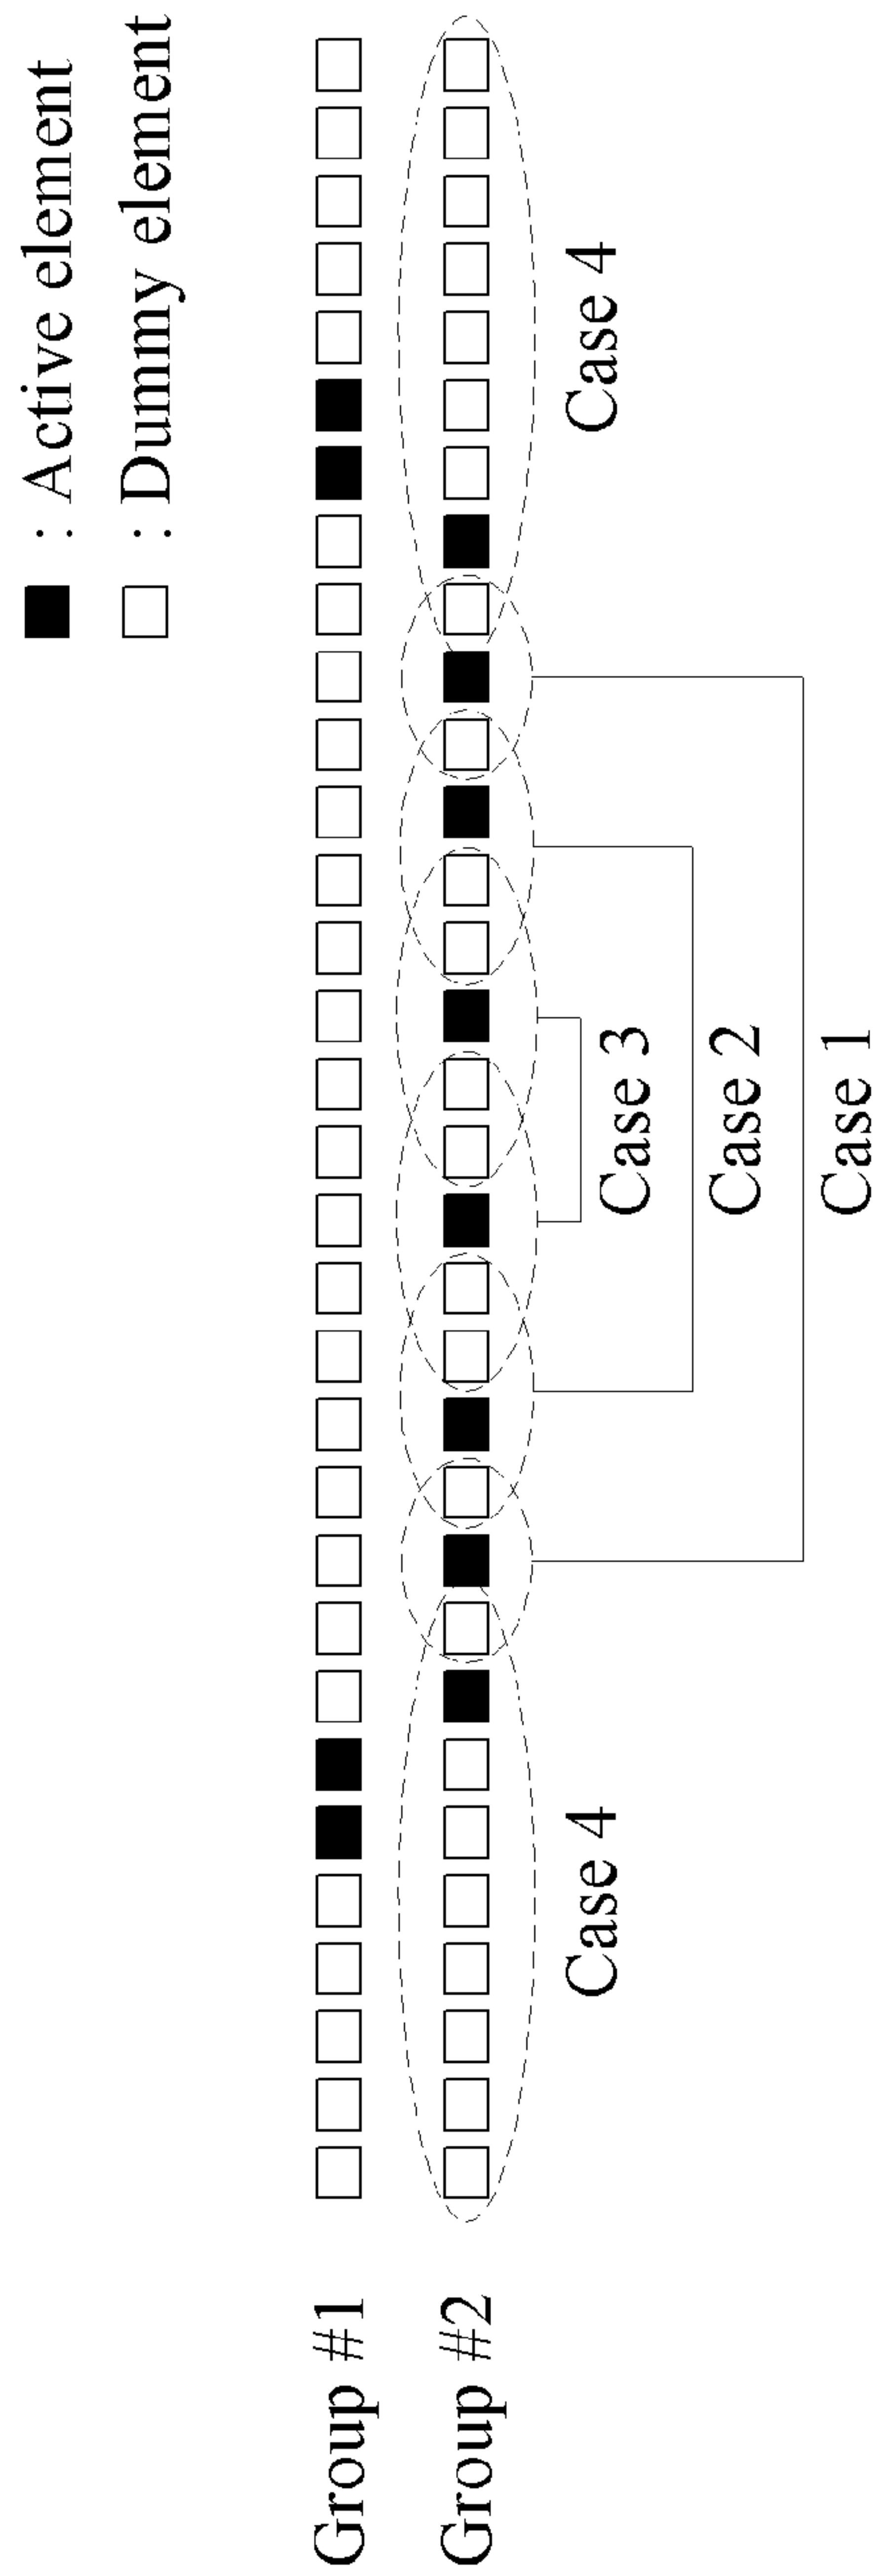 : Active element
: Dummy element
Group #1
Group #2
Case 4
Case 4
Case 3
Case 2
Case 1